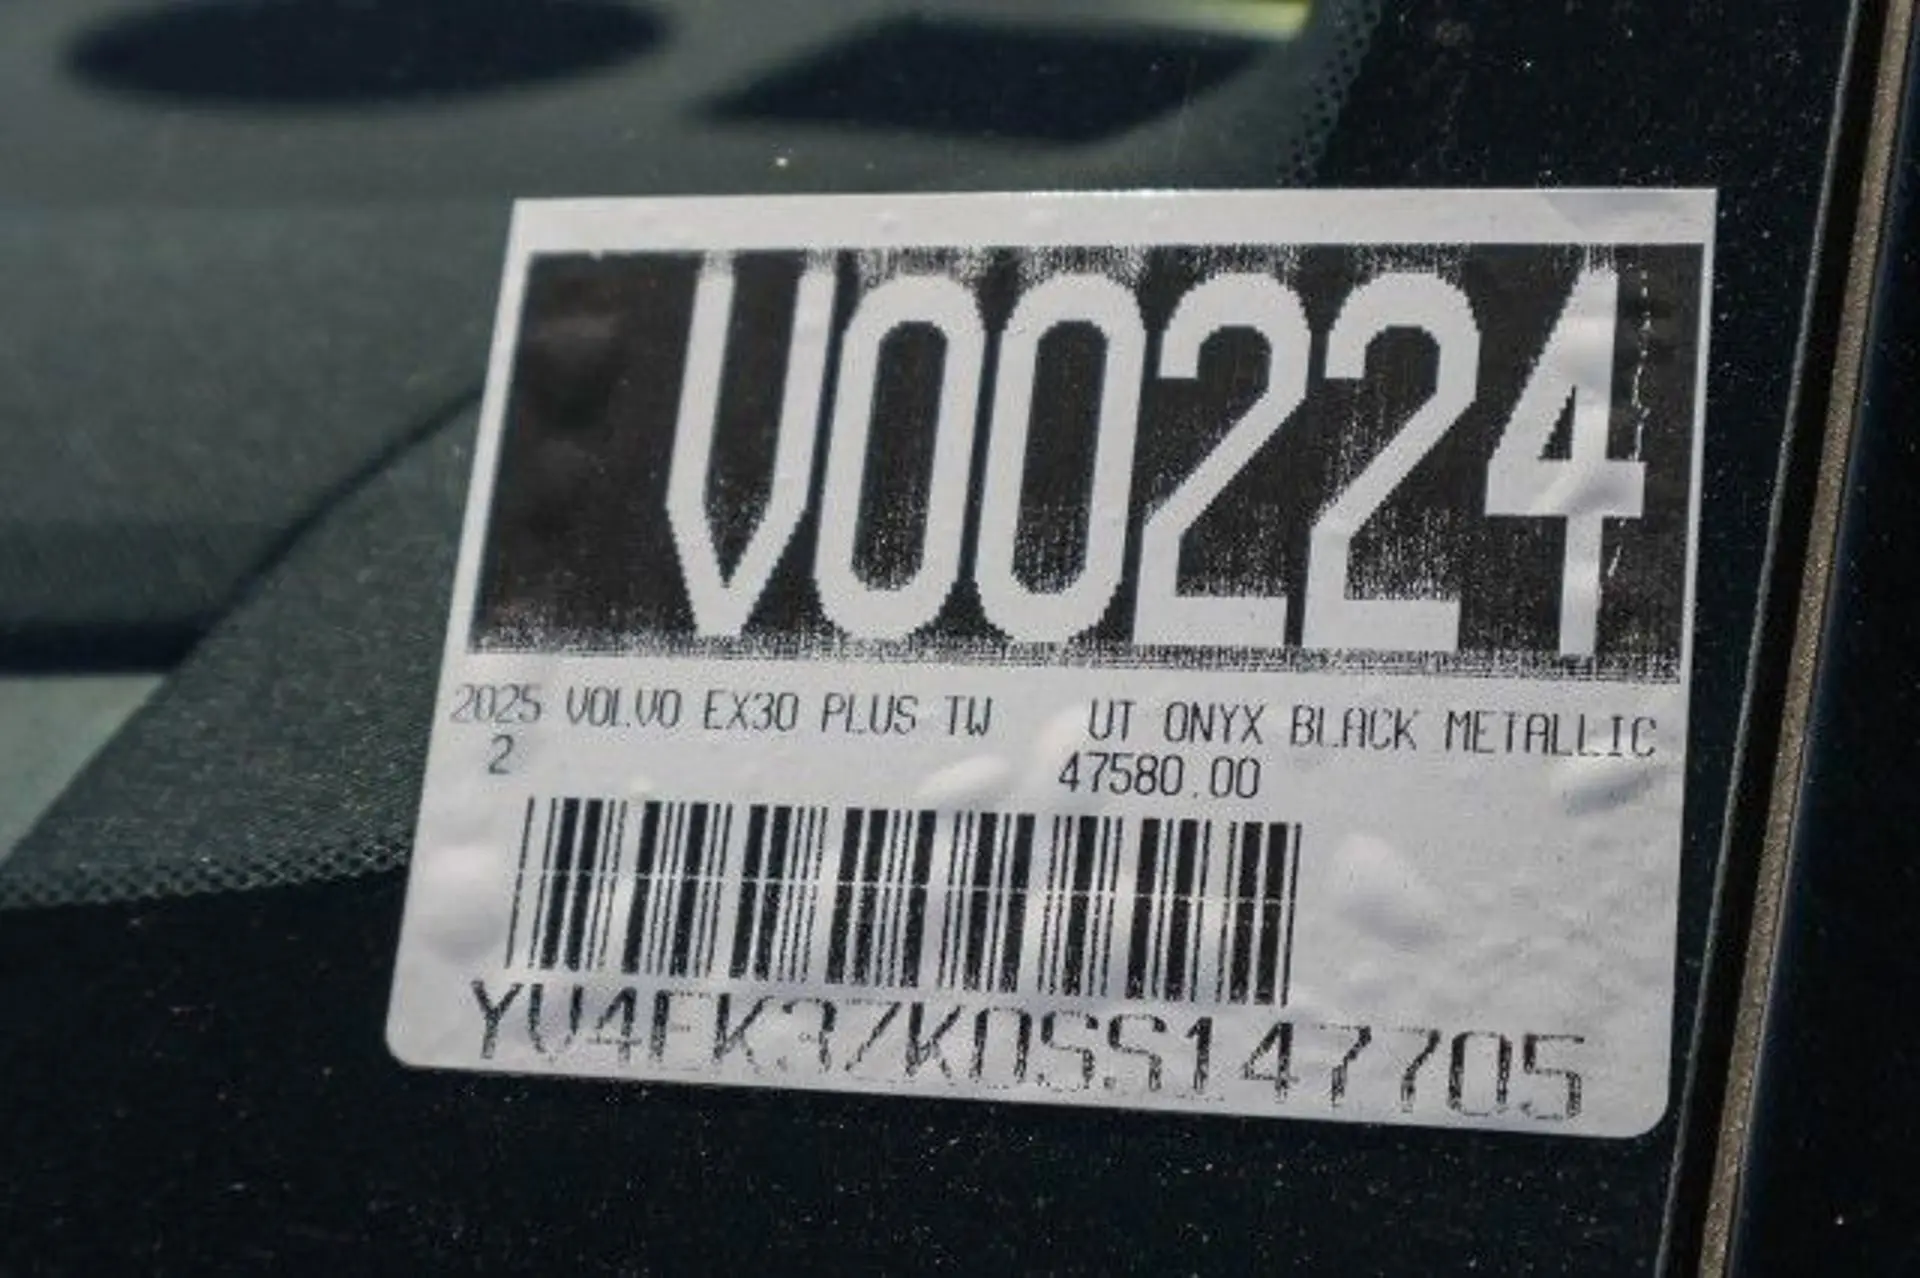 V00224
2025 VOLVO EX30 PLUS TW UT ONYX BLACK METALLIC
2 47580.00
YV4EK3ZK0SS147705